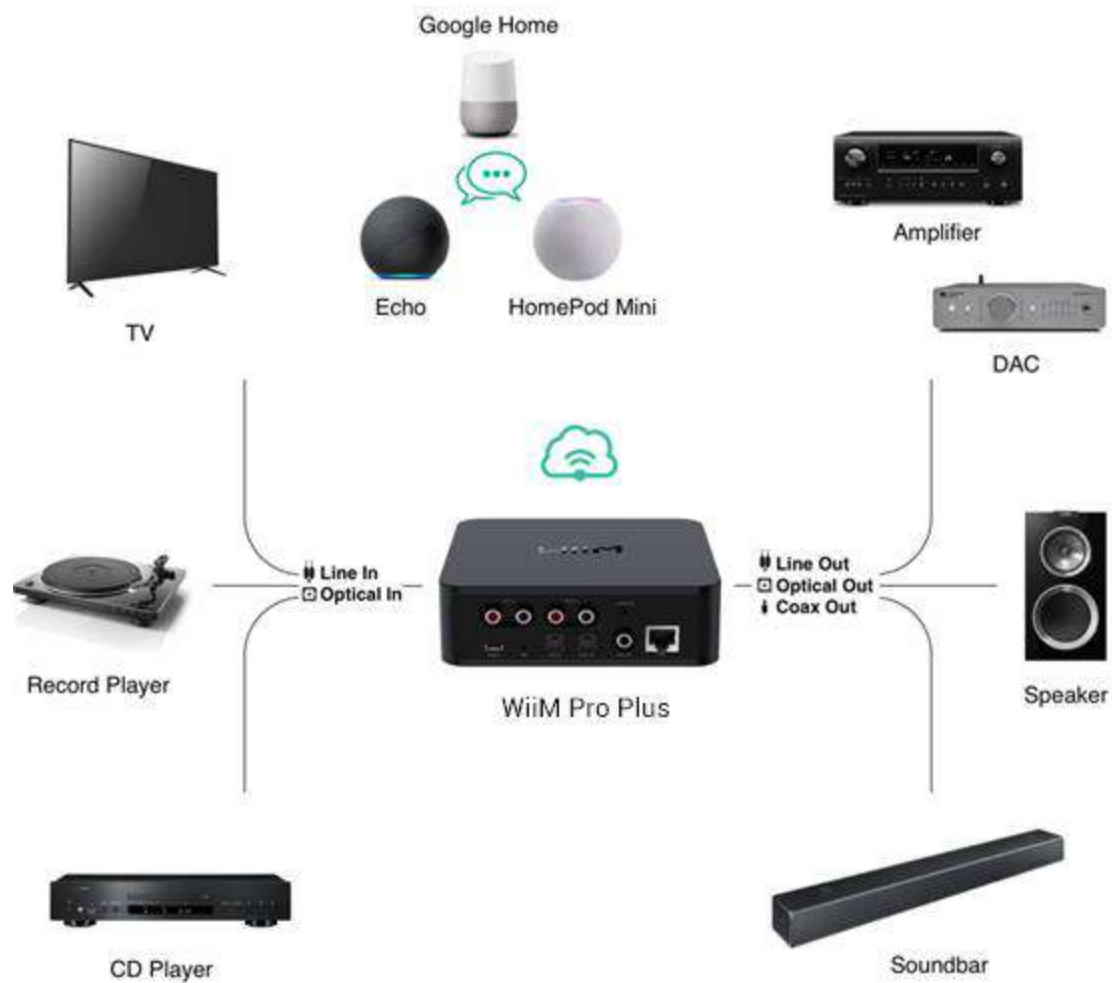 Google Home
Echo
HomePod Mini
TV
Amplifier
DAC
Line In
Optical In
Line Out
Optical Out
Coax Out
WiiM
Record Player
WiiM Pro Plus
Speaker
CD Player
Soundbar